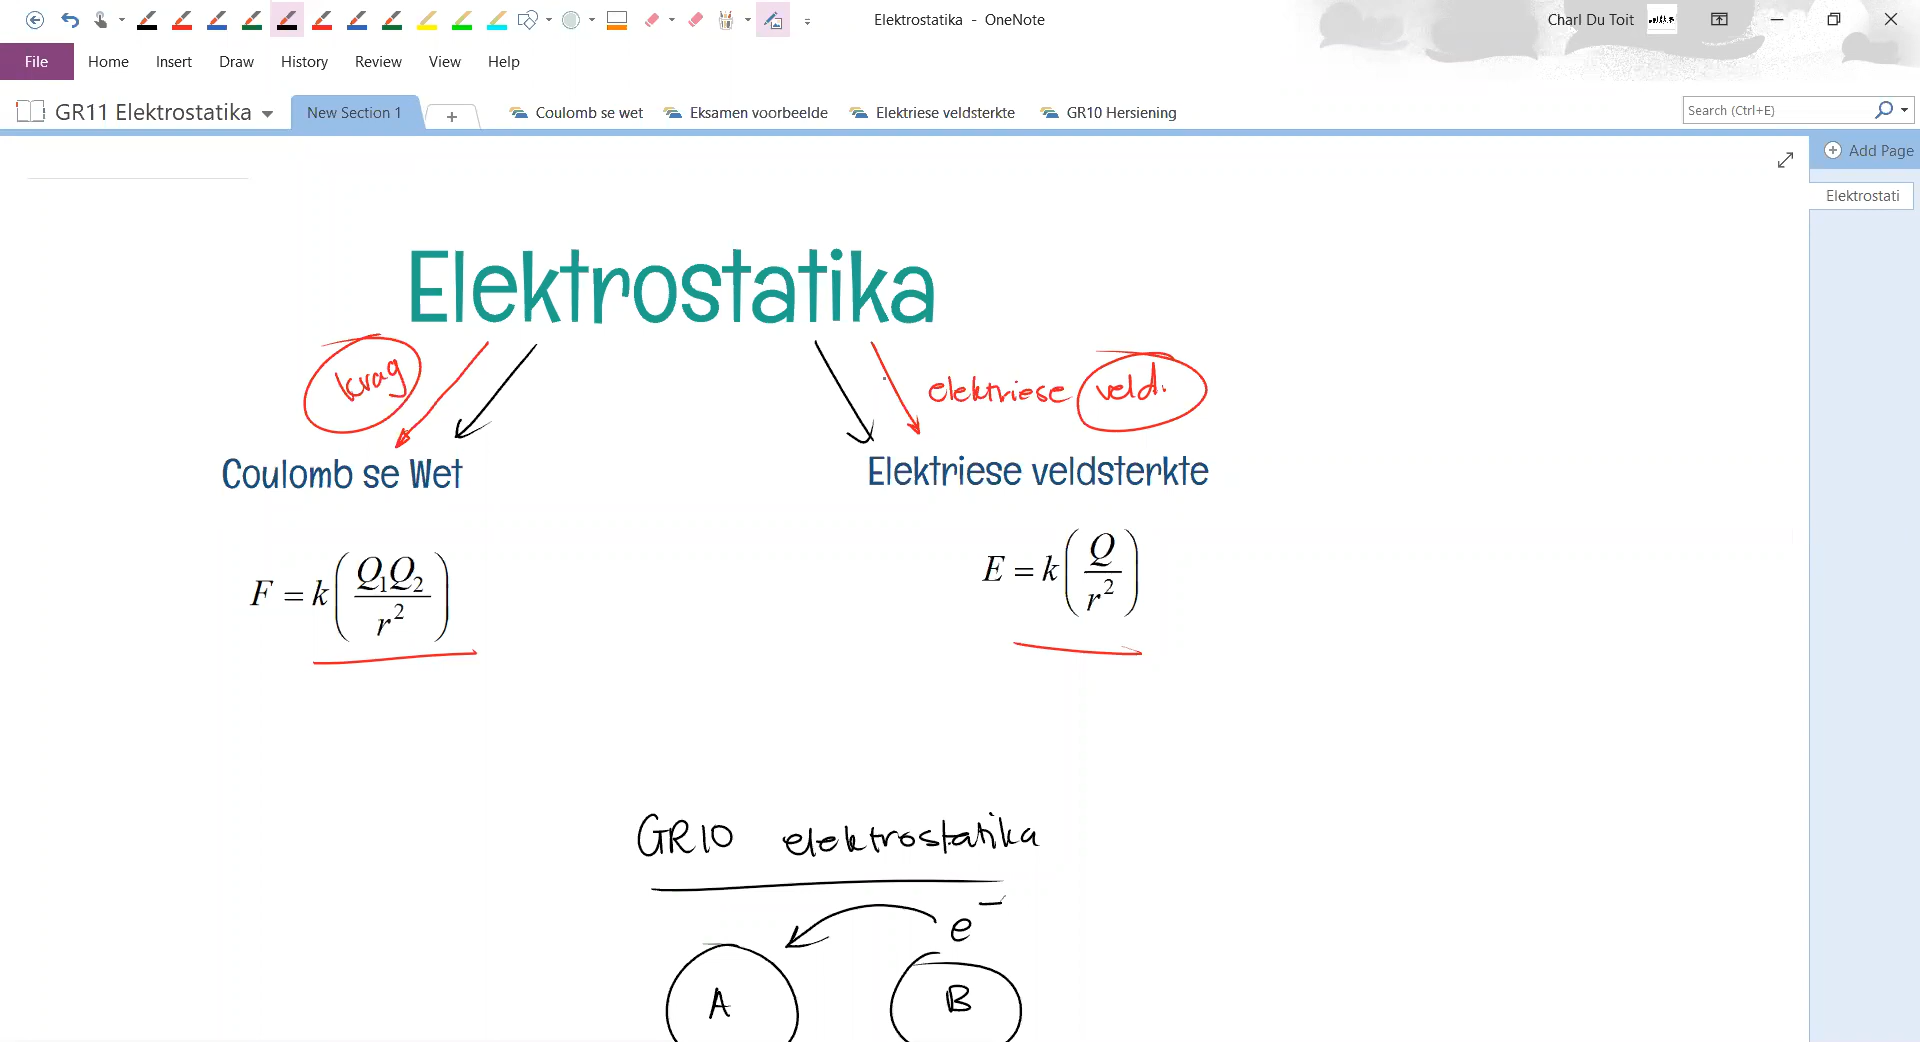 Elektrostatika - OneNote
Charl Du Toit
File Home Insert Draw History Review View Help
GR11 Elektrostatika New Section 1 + Coulomb se wet Eksamen voorbeelde Elektriese veldsterkte GR10 Hersiening
Search (Ctrl+E)
Add Page
Elektrostati
Elektrostatika
krag
elektriese veld.
Coulomb se Wet
Elektriese veldsterkte
F = k(Q₁Q₂/r²)
E = k(Q/r²)
GR10 elektrostatika
e⁻
A B